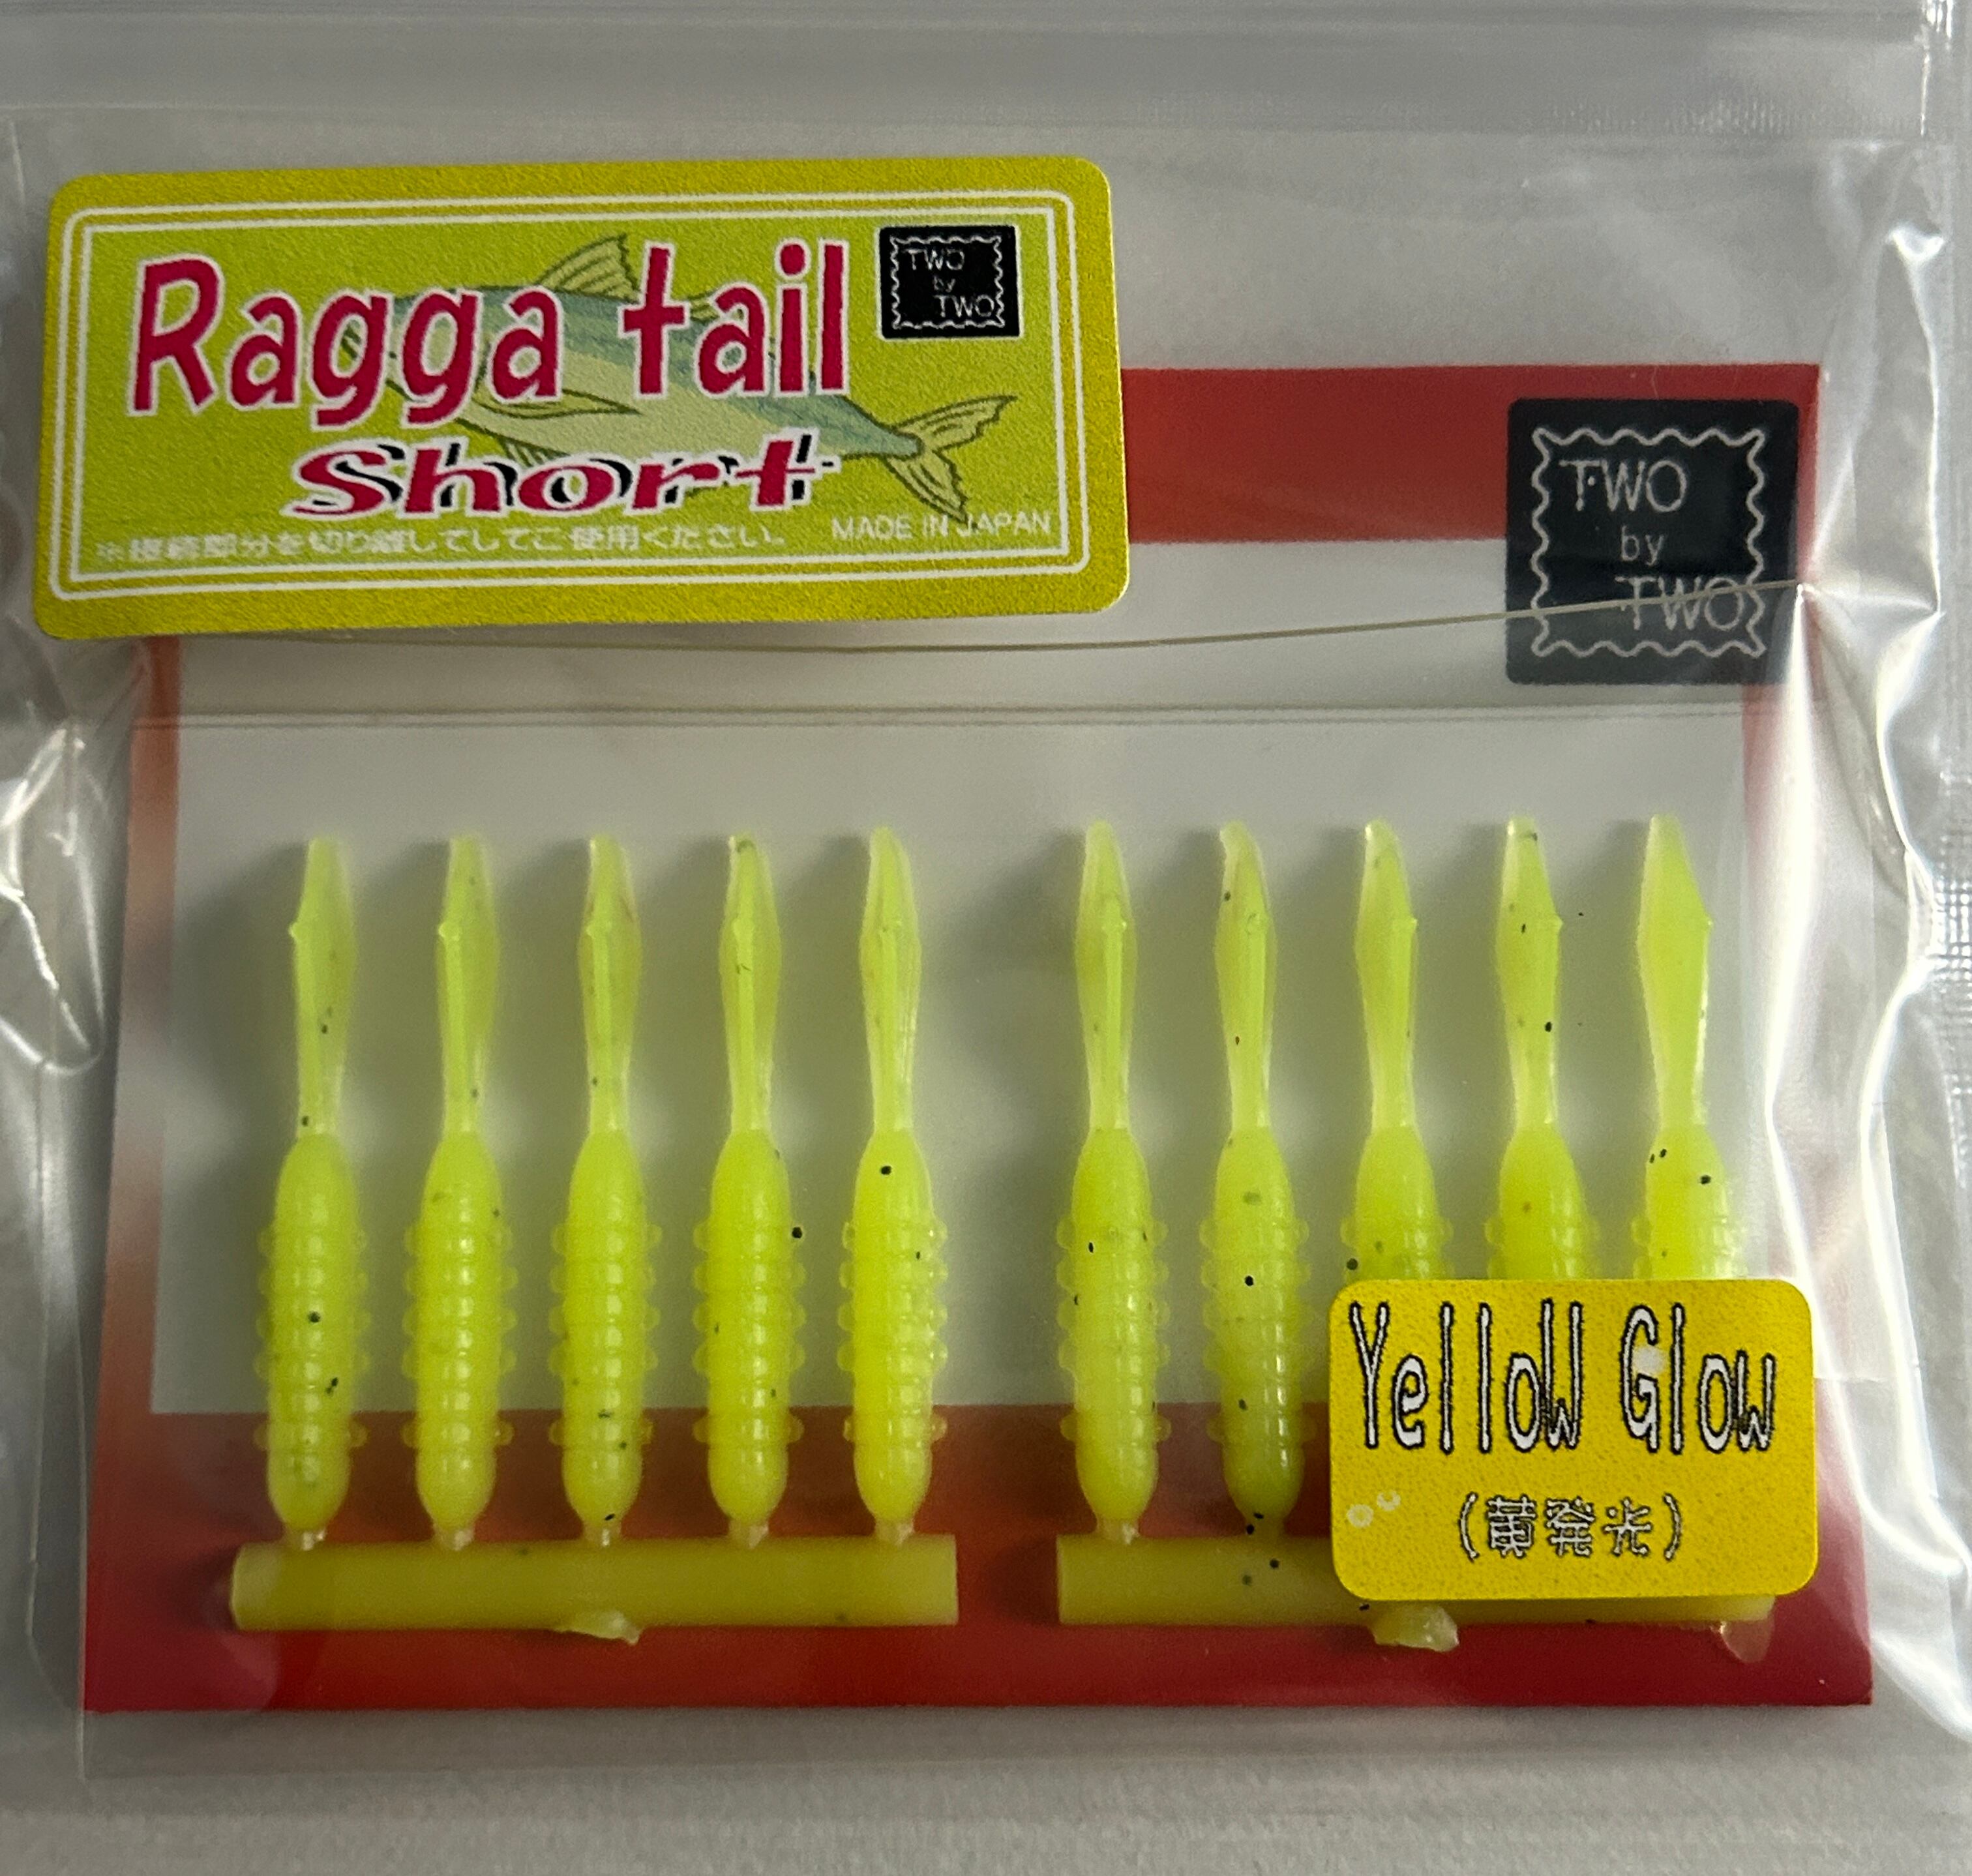 Ragga tail
TWO
by
TWO
Short
※接続部分を切り離してしてご使用ください。 MADE IN JAPAN
TWO
by
TWO
Yellow Glow
(黄発光)